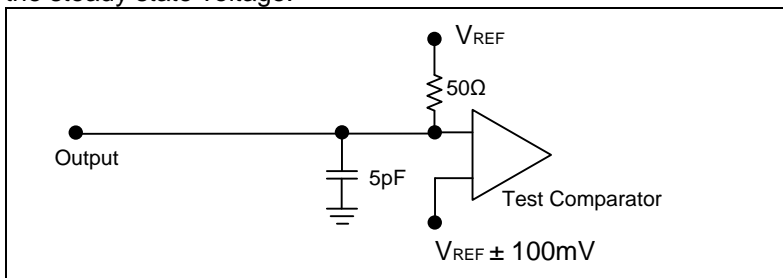 the steady state voltage.
VREF
50Ω
Output
5pF
Test Comparator
VREF ± 100mV